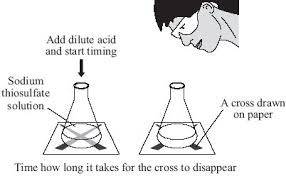 Add dilute acid
and start timing
Sodium
thiosulfate
solution
A cross drawn
on paper
Time how long it takes for the cross to disappear